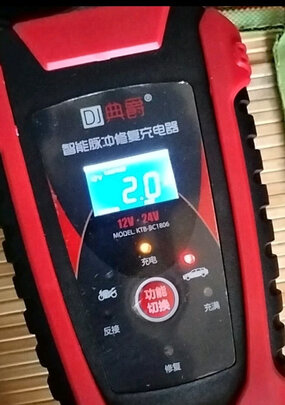 DJ 典爵®
智能脉冲修复充电器
2.0
12V - 24V
MODEL: KTB-BC1806
充电
功能
切换
反接
充满
修复